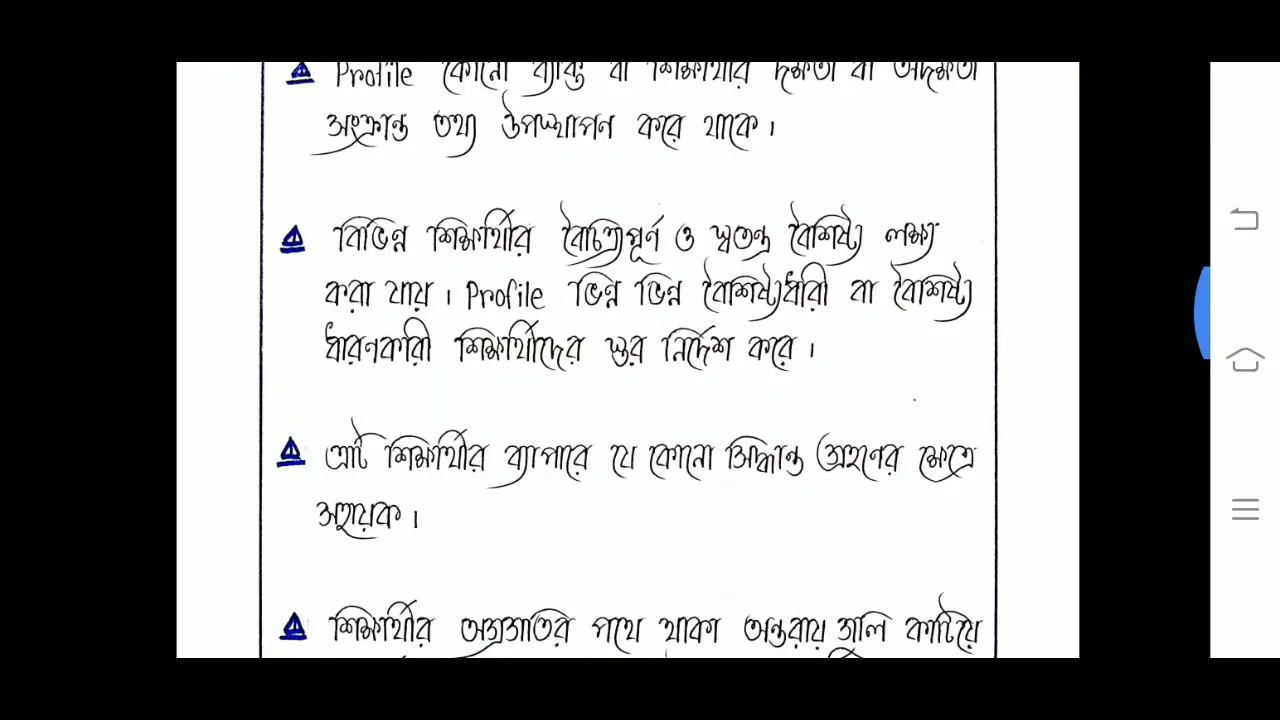 Profile কোনো ব্যক্তি বা শিক্ষার্থীর দক্ষতা বা অদক্ষতা
সংক্রান্ত তথ্য উপস্থাপন করে থাকে।
বিভিন্ন শিক্ষার্থীর বৈচিত্র্যপূর্ণ ও স্বতন্ত্র বৈশিষ্ট্য লক্ষ্য
করা যায়। Profile ভিন্ন ভিন্ন বৈশিষ্ট্যধারী বা বৈশিষ্ট্য
ধারণকারী শিক্ষার্থীদের স্তর নির্দেশ করে।
এটি শিক্ষার্থীর ব্যাপারে যে কোনো সিদ্ধান্ত গ্রহণের ক্ষেত্রে
সহায়ক।
শিক্ষার্থীর অগ্রগতির পথে থাকা অন্তরায় গুলি কাটিয়ে